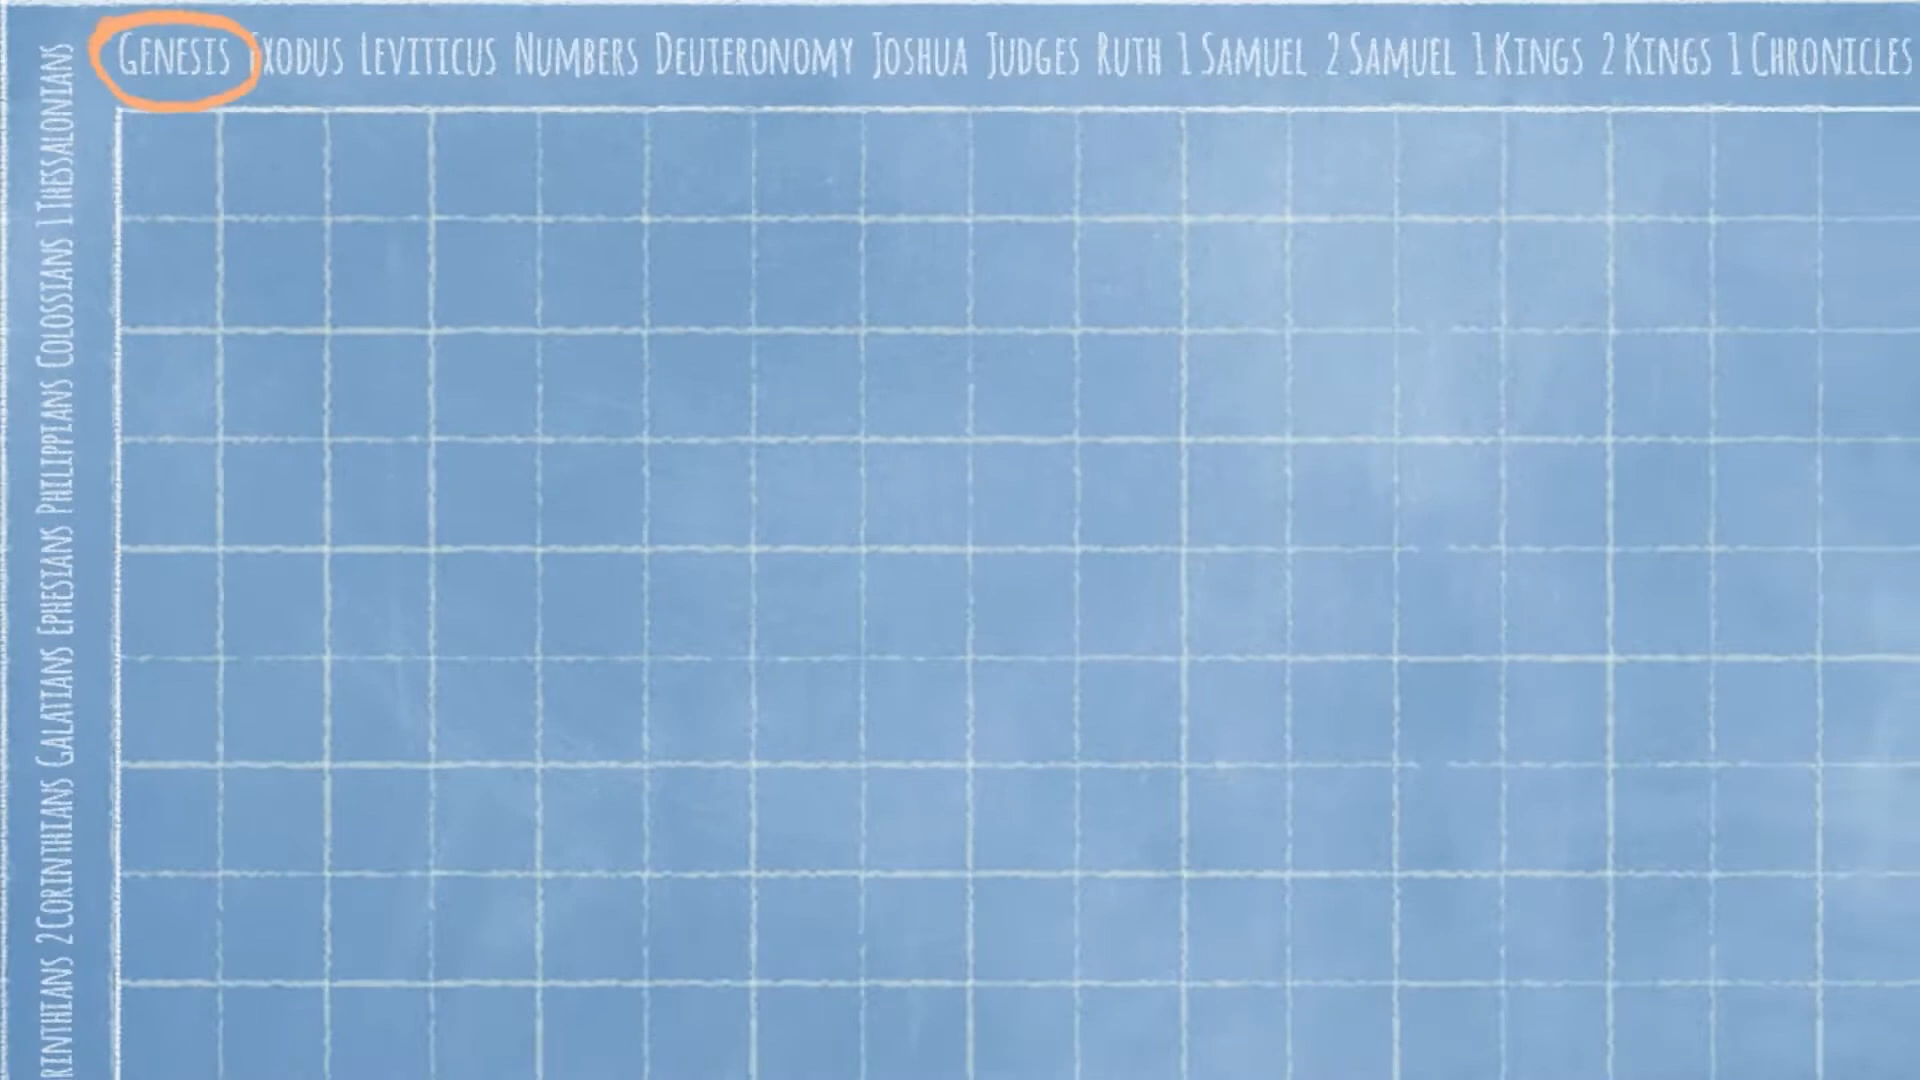 GENESIS EXODUS LEVITICUS NUMBERS DEUTERONOMY JOSHUA JUDGES RUTH 1 SAMUEL 2 SAMUEL 1 KINGS 2 KINGS 1 CHRONICLES
RINTHIANS 2 CORINTHIANS GALATIANS EPHESIANS PHILIPPIANS COLOSSIANS 1 THESSALONIANS